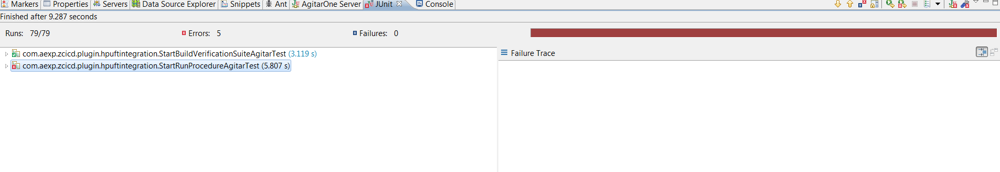 Markers Properties Servers Data Source Explorer Snippets Ant AgitarOne Server JUnit Console
Finished after 9.287 seconds
Runs: 79/79 Errors: 5 Failures: 0
com.aexp.zcicd.plugin.hpuftintegration.StartBuildVerificationSuiteAgitarTest (3.119 s)
Failure Trace
com.aexp.zcicd.plugin.hpuftintegration.StartRunProcedureAgitarTest (5.807 s)